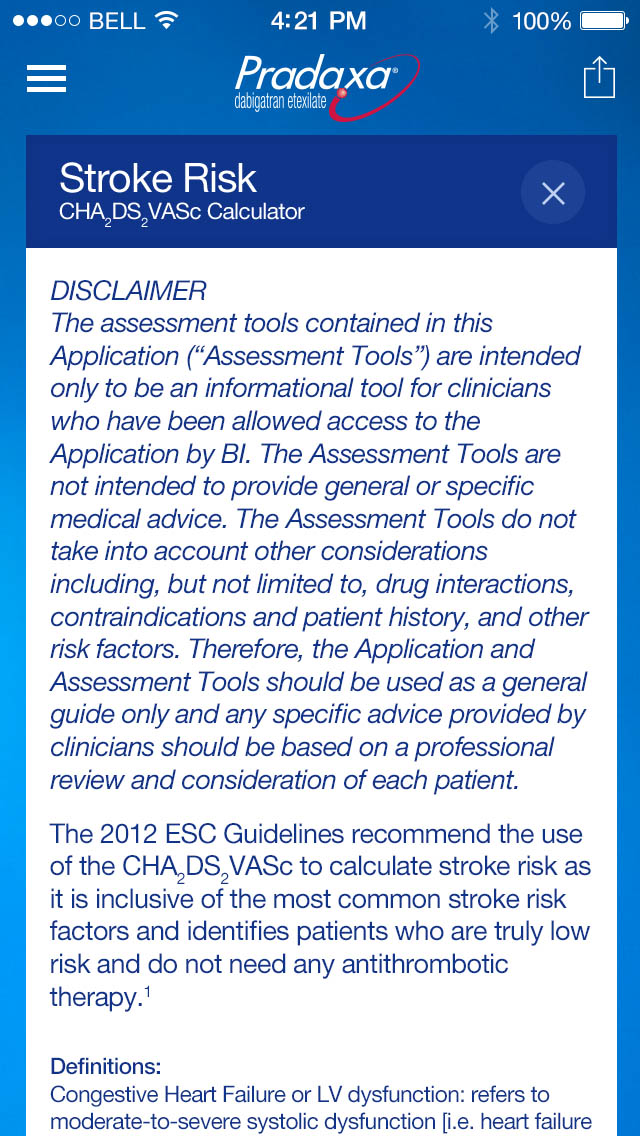 BELL 4:21 PM 100%
Pradaxa®
dabigatran etexilate
Stroke Risk
CHA₂DS₂VASc Calculator
DISCLAIMER
The assessment tools contained in this
Application (“Assessment Tools”) are intended
only to be an informational tool for clinicians
who have been allowed access to the
Application by BI. The Assessment Tools are
not intended to provide general or specific
medical advice. The Assessment Tools do not
take into account other considerations
including, but not limited to, drug interactions,
contraindications and patient history, and other
risk factors. Therefore, the Application and
Assessment Tools should be used as a general
guide only and any specific advice provided by
clinicians should be based on a professional
review and consideration of each patient.
The 2012 ESC Guidelines recommend the use
of the CHA₂DS₂VASc to calculate stroke risk as
it is inclusive of the most common stroke risk
factors and identifies patients who are truly low
risk and do not need any antithrombotic
therapy.¹
Definitions:
Congestive Heart Failure or LV dysfunction: refers to
moderate-to-severe systolic dysfunction [i.e. heart failure